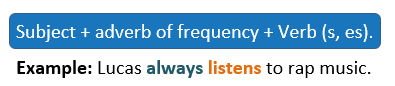 Subject + adverb of frequency + Verb (s, es).
Example: Lucas always listens to rap music.